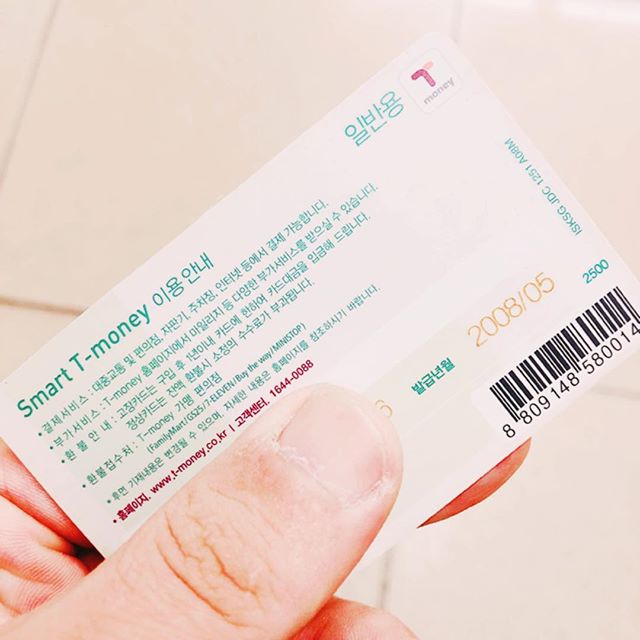 T
money
일반용
Smart T-money 이용안내
• 결제서비스 : 대중교통 및 편의점, 자판기, 주차장, 인터넷 등에서 결제 가능합니다.
• 부가서비스 : T-money 홈페이지에서 마일리지 등 다양한 부가서비스를 받으실 수 있습니다.
• 환 불 안 내 : 고장카드는 구입 후 1년이내 카드에 한하여 카드대금을 입금해 드립니다.
정상카드는 잔액 환불시 소정의 수수료가 부과됩니다.
• 환불접수처 : T-money 가맹 편의점
(FamilyMart/GS25/7-ELEVEN/Buy the way/MINISTOP)
• 후면 기재내용은 변경될 수 있으며, 자세한 내용은 홈페이지를 참조하시기 바랍니다.
• 홈페이지. www.t-money.co.kr | 고객센터. 1644-0088
발급년월 2008/05
ISKSG JDC 1251 A08M
2500
8 809148 580014